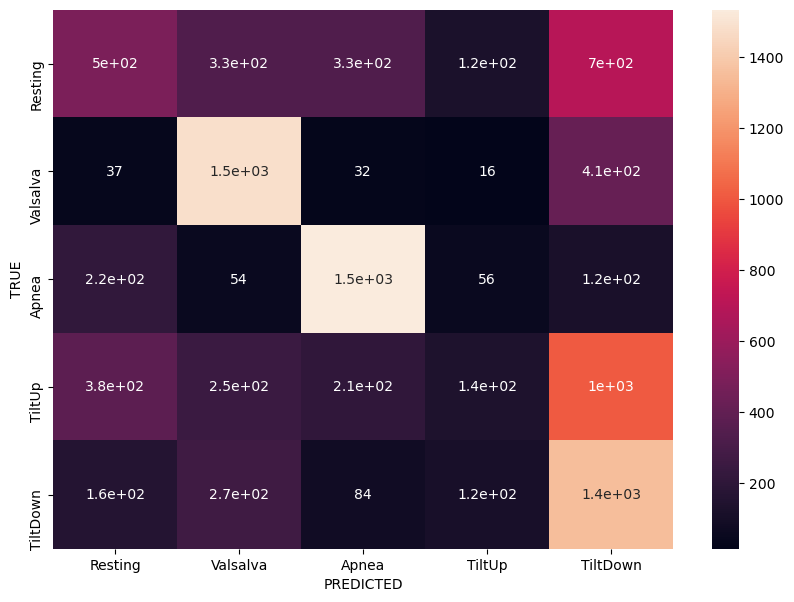 Resting 5e+02 3.3e+02 3.3e+02 1.2e+02 7e+02
Valsalva 37 1.5e+03 32 16 4.1e+02
Apnea 2.2e+02 54 1.5e+03 56 1.2e+02
TiltUp 3.8e+02 2.5e+02 2.1e+02 1.4e+02 1e+03
TiltDown 1.6e+02 2.7e+02 84 1.2e+02 1.4e+03
TRUE
Resting Valsalva Apnea TiltUp TiltDown
PREDICTED
1400
1200
1000
800
600
400
200